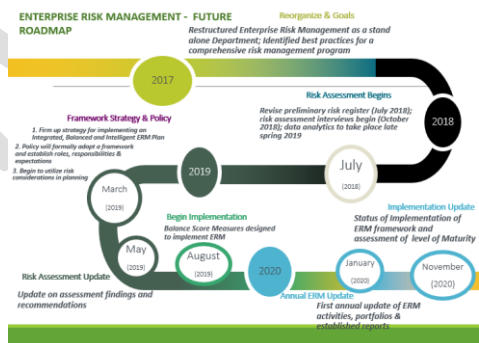 ENTERPRISE RISK MANAGEMENT - FUTURE
ROADMAP
Reorganize & Goals
Restructured Enterprise Risk Management as a stand
alone Department; Identified best practices for a
comprehensive risk management program
2017
Risk Assessment Begins
Revise preliminary risk register (July 2018);
risk assessment interviews begin (October
2018); data analytics to take place late
spring 2019
2018
Framework Strategy & Policy
1. Firm up strategy for implementing an
Integrated, Balanced and Intelligent ERM Plan
2. Policy will formally adopt a framework
and establish roles, responsibilities &
expectations
3. Begin to utilize risk
considerations in planning
2019
July
(2018)
March
(2019)
Implementation Update
Status of Implementation of
ERM framework and
assessment of level of Maturity
Begin Implementation
Balance Score Measures designed
to implement ERM
May
(2019)
August
(2019)
2020
January
(2020)
November
(2020)
Risk Assessment Update
Update on assessment findings and
recommendations
Annual ERM Update
First annual update of ERM
activities, portfolios &
established reports